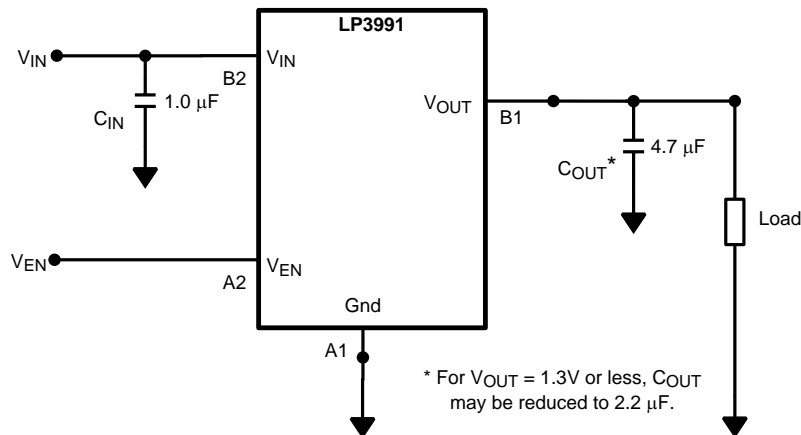 LP3991
VIN
VIN
B2
1.0 μF
CIN
VOUT
B1
4.7 μF
COUT*
Load
VEN
VEN
A2
Gnd
A1
* For VOUT = 1.3V or less, COUT
may be reduced to 2.2 μF.